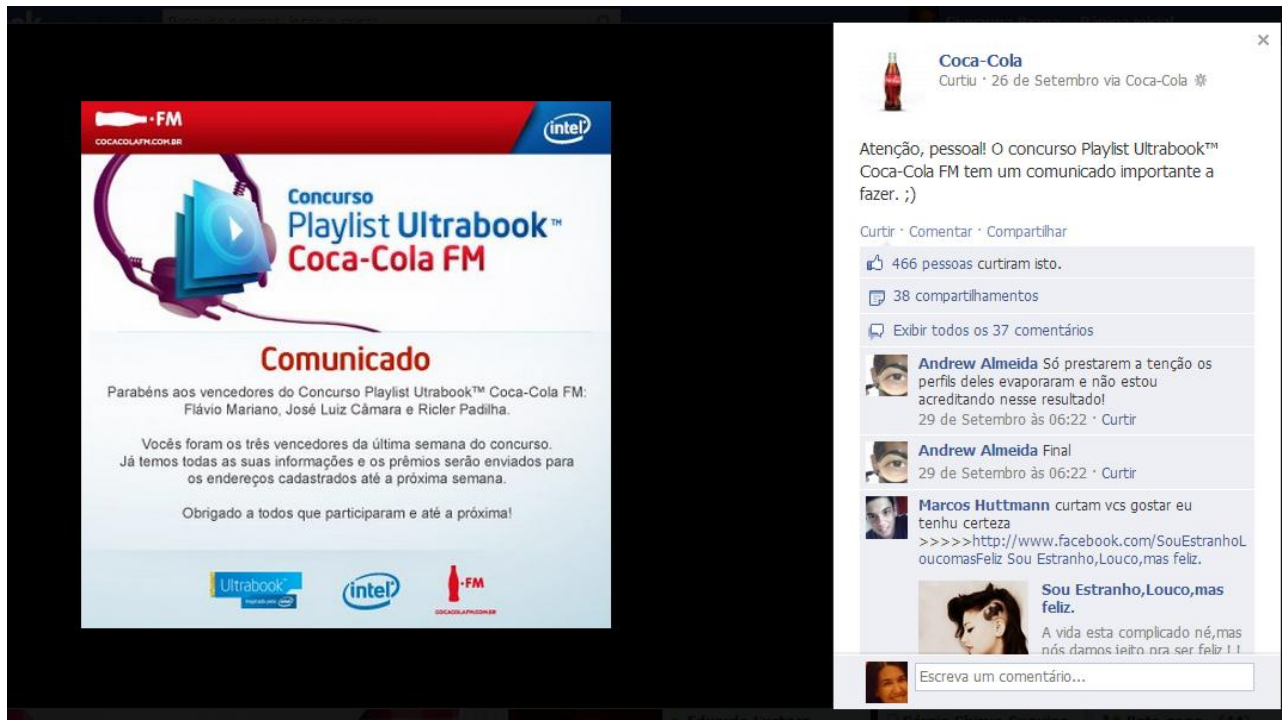 ·FM
COCACOLAFM.COM.BR
intel
Concurso
Playlist Ultrabook™
Coca-Cola FM
Comunicado
Parabéns aos vencedores do Concurso Playlist Utrabook™ Coca-Cola FM:
Flávio Mariano, José Luiz Câmara e Ricler Padilha.
Vocês foram os três vencedores da última semana do concurso.
Já temos todas as suas informações e os prêmios serão enviados para
os endereços cadastrados até a próxima semana.
Obrigado a todos que participaram e até a próxima!
Ultrabook™
intel
·FM
COCACOLAFM.COM.BR
×
Coca-Cola
Curtiu · 26 de Setembro via Coca-Cola
Atenção, pessoal! O concurso Playlist Ultrabook™
Coca-Cola FM tem um comunicado importante a
fazer. ;)
Curtir · Comentar · Compartilhar
466 pessoas curtiram isto.
38 compartilhamentos
Exibir todos os 37 comentários
Andrew Almeida Só prestarem a tenção os
perfils deles evaporaram e não estou
acreditando nesse resultado!
29 de Setembro às 06:22 · Curtir
Andrew Almeida Final
29 de Setembro às 06:22 · Curtir
Marcos Huttmann curtam vcs gostar eu
tenhu certeza
>>>>>http://www.facebook.com/SouEstranhoL
oucomasFeliz Sou Estranho,Louco,mas feliz.
Sou Estranho,Louco,mas
feliz.
A vida esta complicado né,mas
nós damos jeito pra ser feliz ! !
Escreva um comentário...